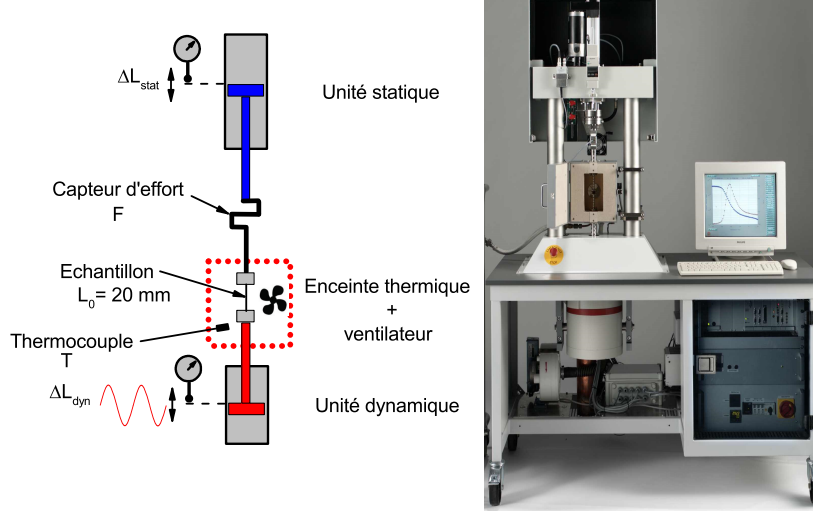 ΔLstat
Unité statique
Capteur d'effort
F
Echantillon
L0= 20 mm
Enceinte thermique
+
ventilateur
Thermocouple
T
ΔLdyn
Unité dynamique